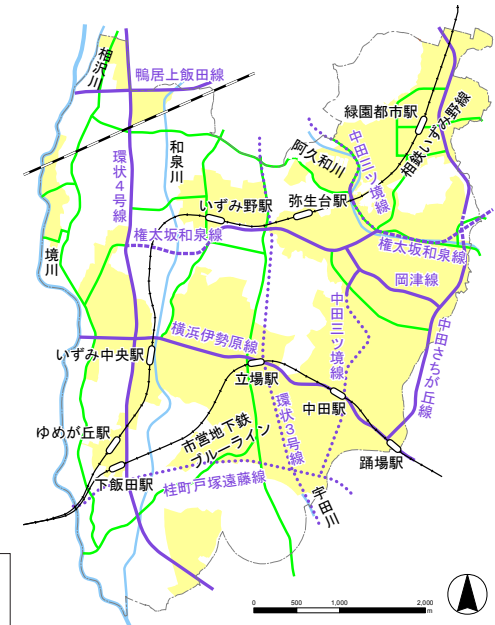 相沢川
鴨居上飯田線
緑園都市駅
相鉄いずみ野線
中田三ツ境線
環状4号線
和泉川
阿久和川
いずみ野駅
弥生台駅
権太坂和泉線
権太坂和泉線
境川
岡津線
中田三ツ境線
横浜伊勢原線
中田さちが丘線
いずみ中央駅
立場駅
環状3号線
中田駅
ゆめが丘駅
市営地下鉄
ブルーライン
踊場駅
下飯田駅
桂町戸塚遠藤線
宇田川
0 500 1,000 2,000
m